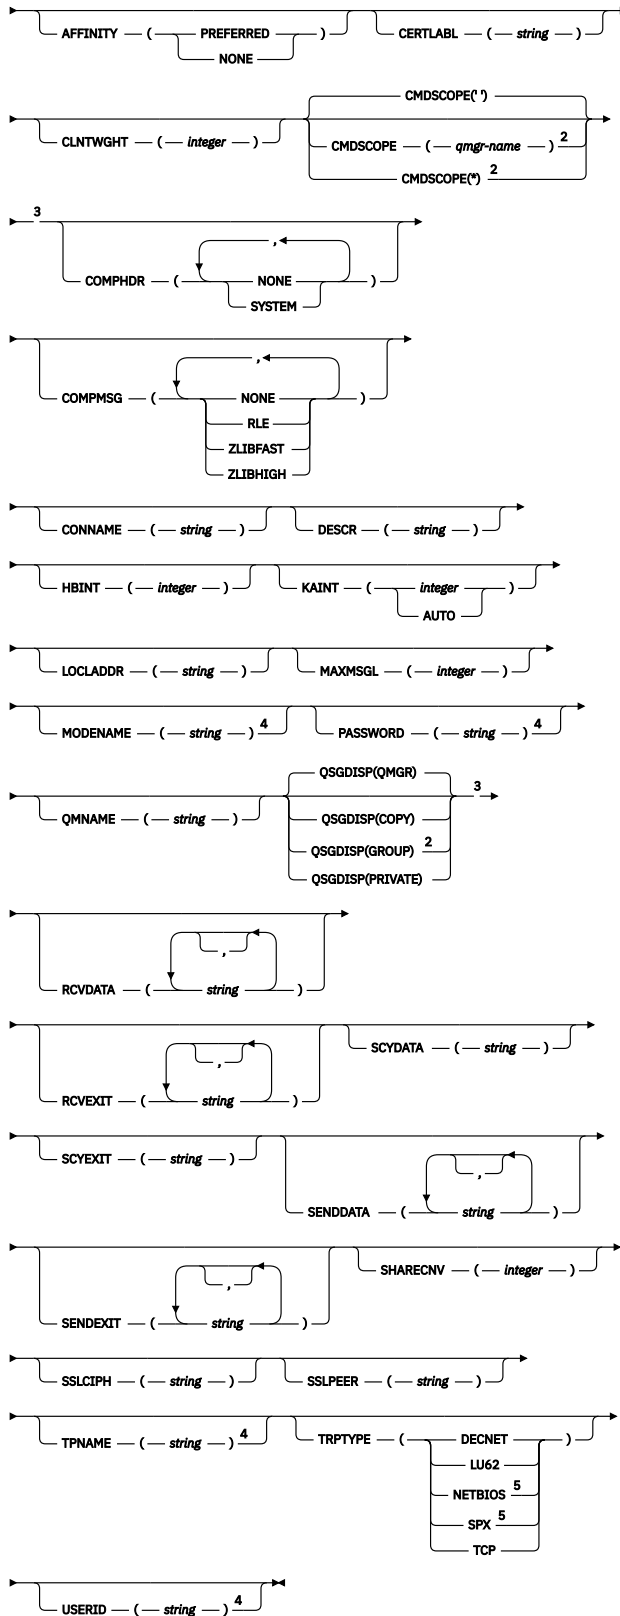 AFFINITY ( PREFERRED ) CERTLABL ( string )
NONE
CMDSCOPE(' ')
CLNTWGHT ( integer ) CMDSCOPE ( qmgr-name ) 2
CMDSCOPE(*) 2
3
,
COMPHDR ( NONE )
SYSTEM
,
COMPMSG ( NONE )
RLE
ZLIBFAST
ZLIBHIGH
CONNAME ( string ) DESCR ( string )
HBINT ( integer ) KAINT ( integer )
AUTO
LOCLADDR ( string ) MAXMSGL ( integer )
MODENAME ( string ) 4 PASSWORD ( string ) 4
QSGDISP(QMGR) 3
QMNAME ( string ) QSGDISP(COPY)
QSGDISP(GROUP) 2
QSGDISP(PRIVATE)
,
RCVDATA ( string )
SCYDATA ( string )
,
RCVEXIT ( string )
SCYEXIT ( string )
,
SENDDATA ( string )
SHARECNV ( integer )
,
SENDEXIT ( string )
SSLCIPH ( string ) SSLPEER ( string )
TPNAME ( string ) 4 TRPTYPE ( DECNET )
LU62
NETBIOS 5
SPX 5
TCP
USERID ( string ) 4